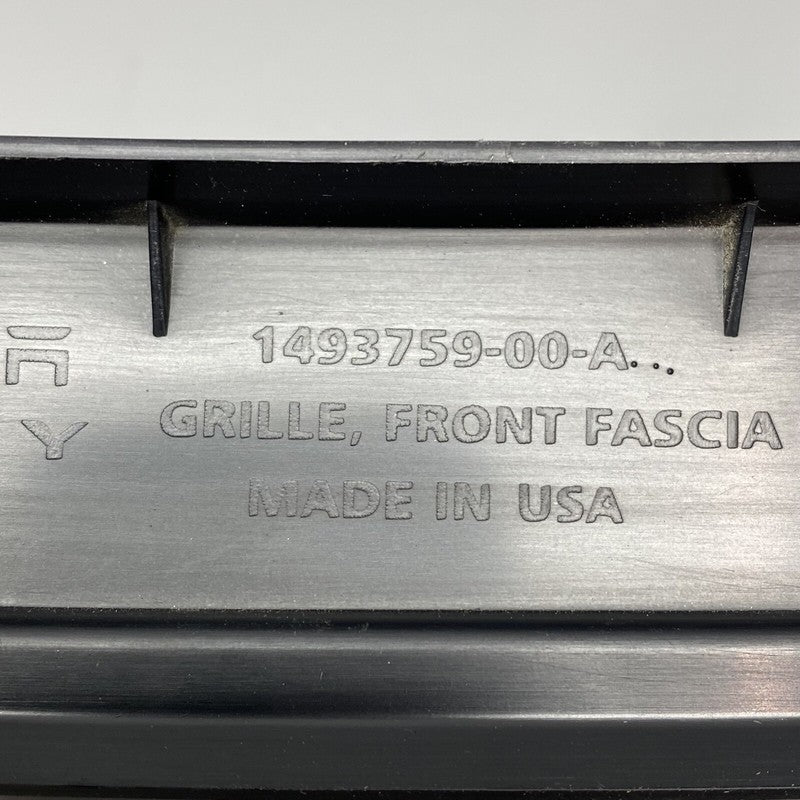 1493759-00-A...
GRILLE, FRONT FASCIA
Y
MADE IN USA